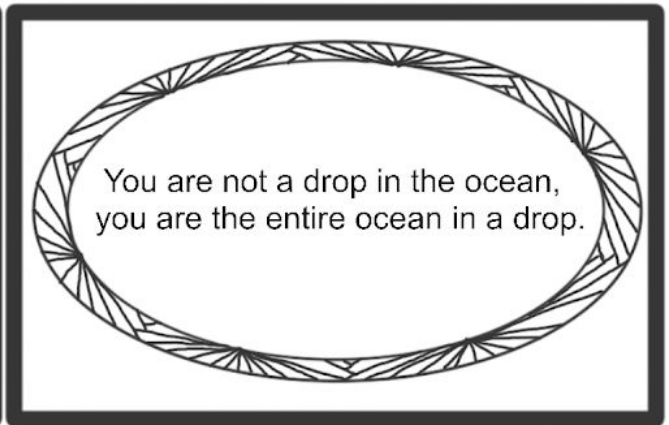 You are not a drop in the ocean,
you are the entire ocean in a drop.